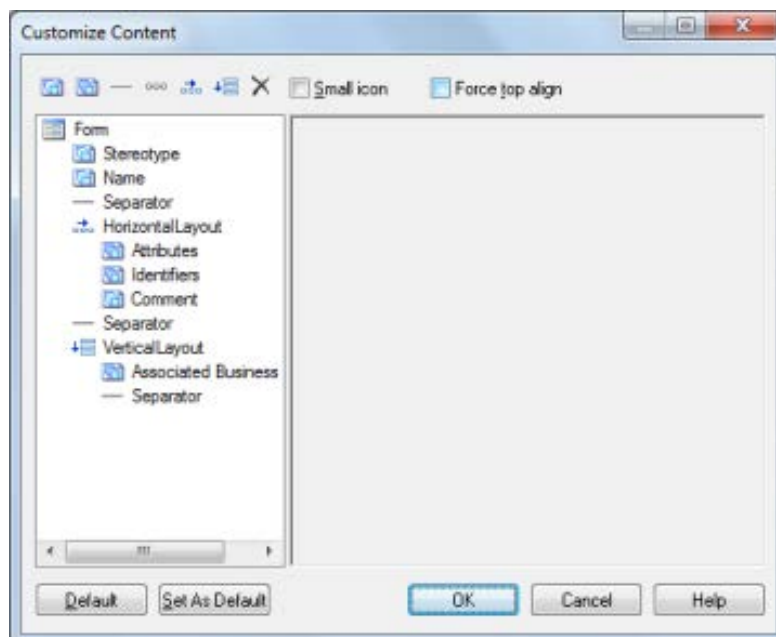 Customize Content
Small icon Force top align
Form
Stereotype
Name
Separator
HorizontalLayout
Attributes
Identifiers
Comment
Separator
VerticalLayout
Associated Business
Separator
Default Set As Default OK Cancel Help